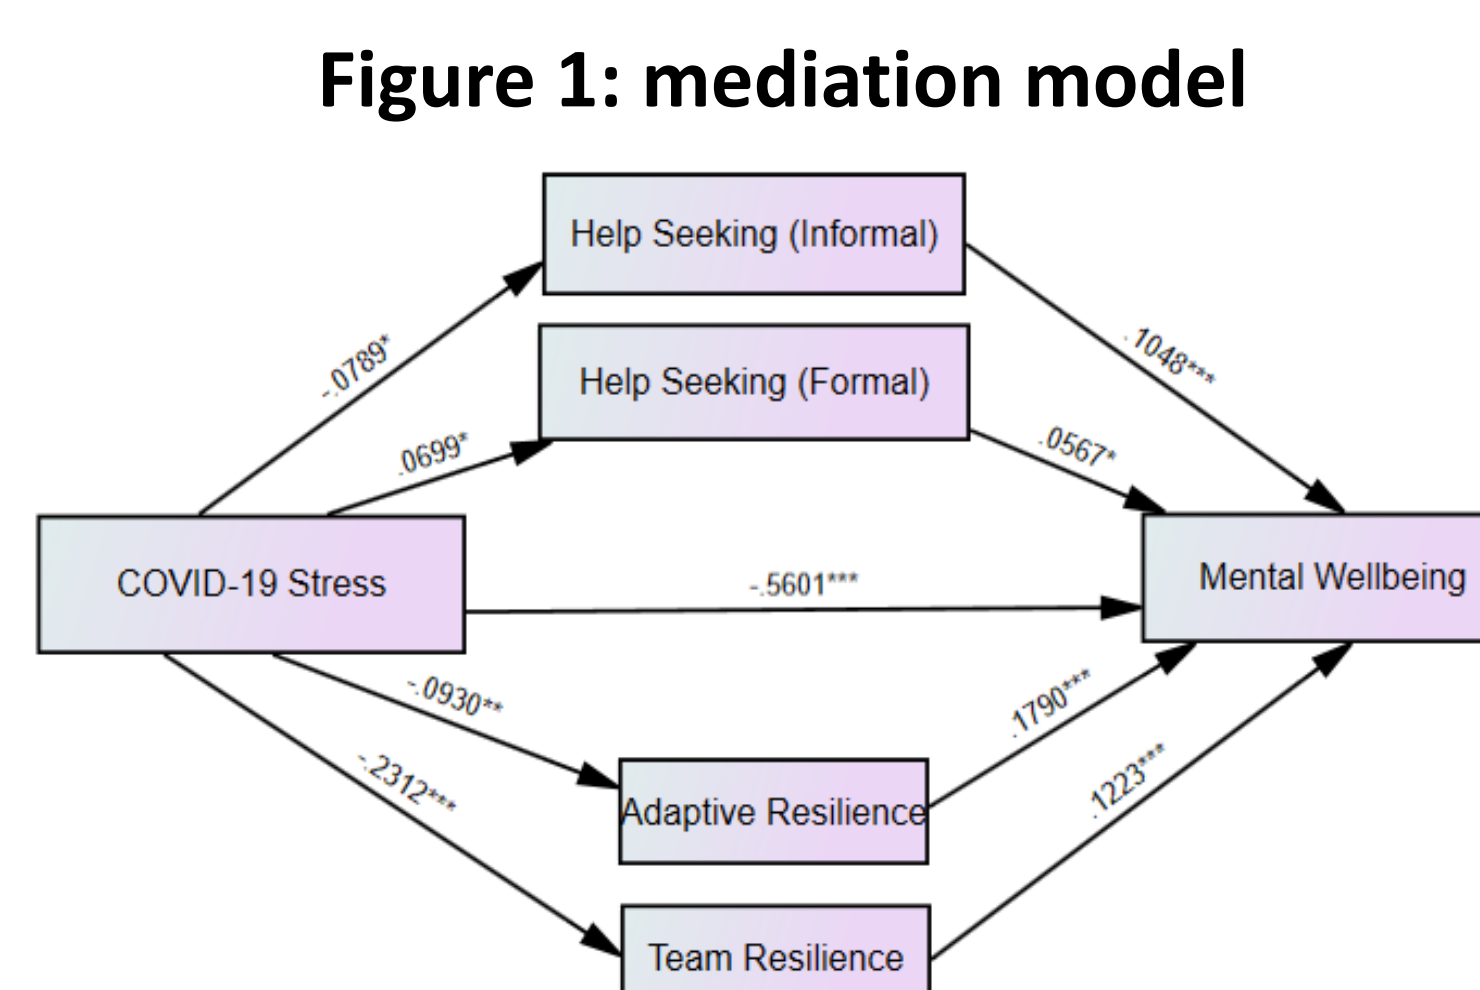 Figure 1: mediation model
Help Seeking (Informal)
-.0789*
.1048***
Help Seeking (Formal)
.0699*
.0567*
COVID-19 Stress
-.5601***
Mental Wellbeing
-.0930**
.1790***
-.2312***
.1223***
Adaptive Resilience
Team Resilience